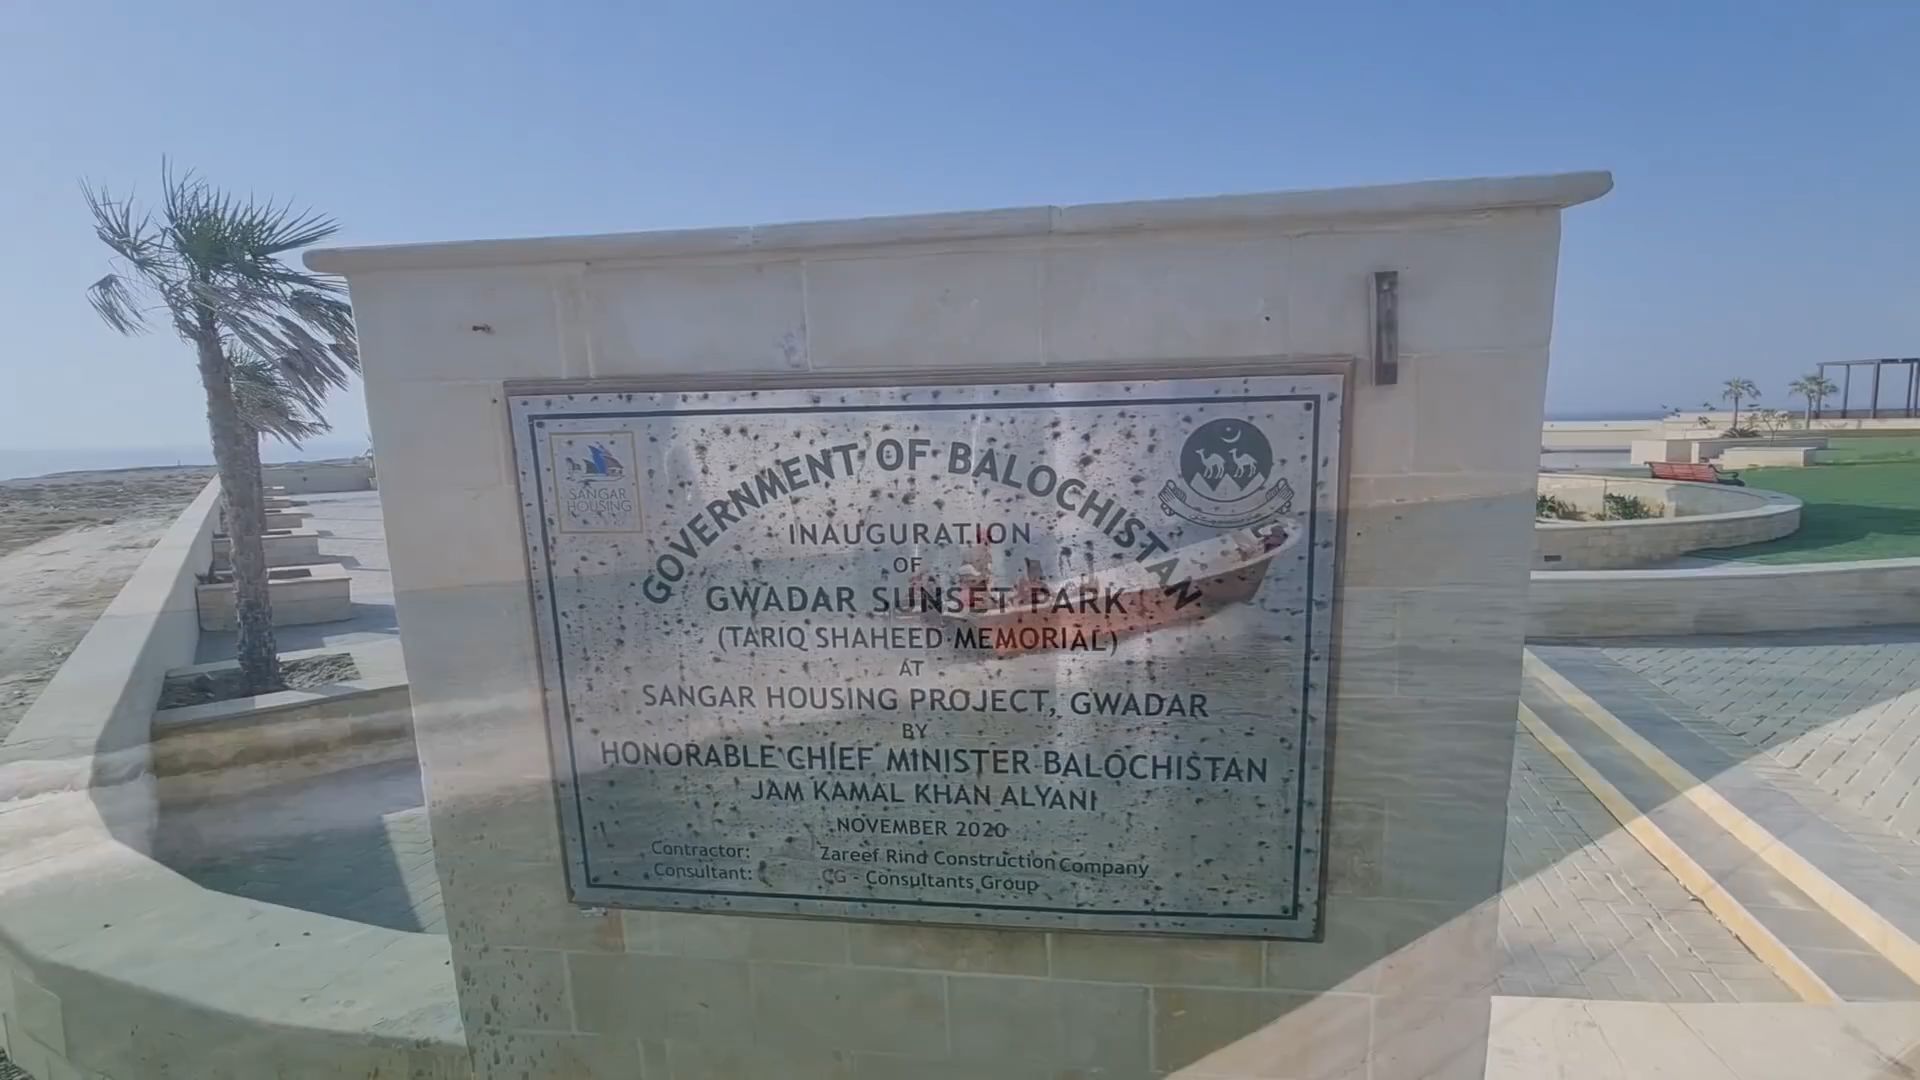 SANGAR
HOUSING
GOVERNMENT OF BALOCHISTAN
INAUGURATION
OF
GWADAR SUNSET PARK
(TARIQ SHAHEED MEMORIAL)
AT
SANGAR HOUSING PROJECT, GWADAR
BY
HONORABLE CHIEF MINISTER BALOCHISTAN
JAM KAMAL KHAN ALYANI
NOVEMBER 2020
Contractor: Zareef Rind Construction Company
Consultant: CG - Consultants Group